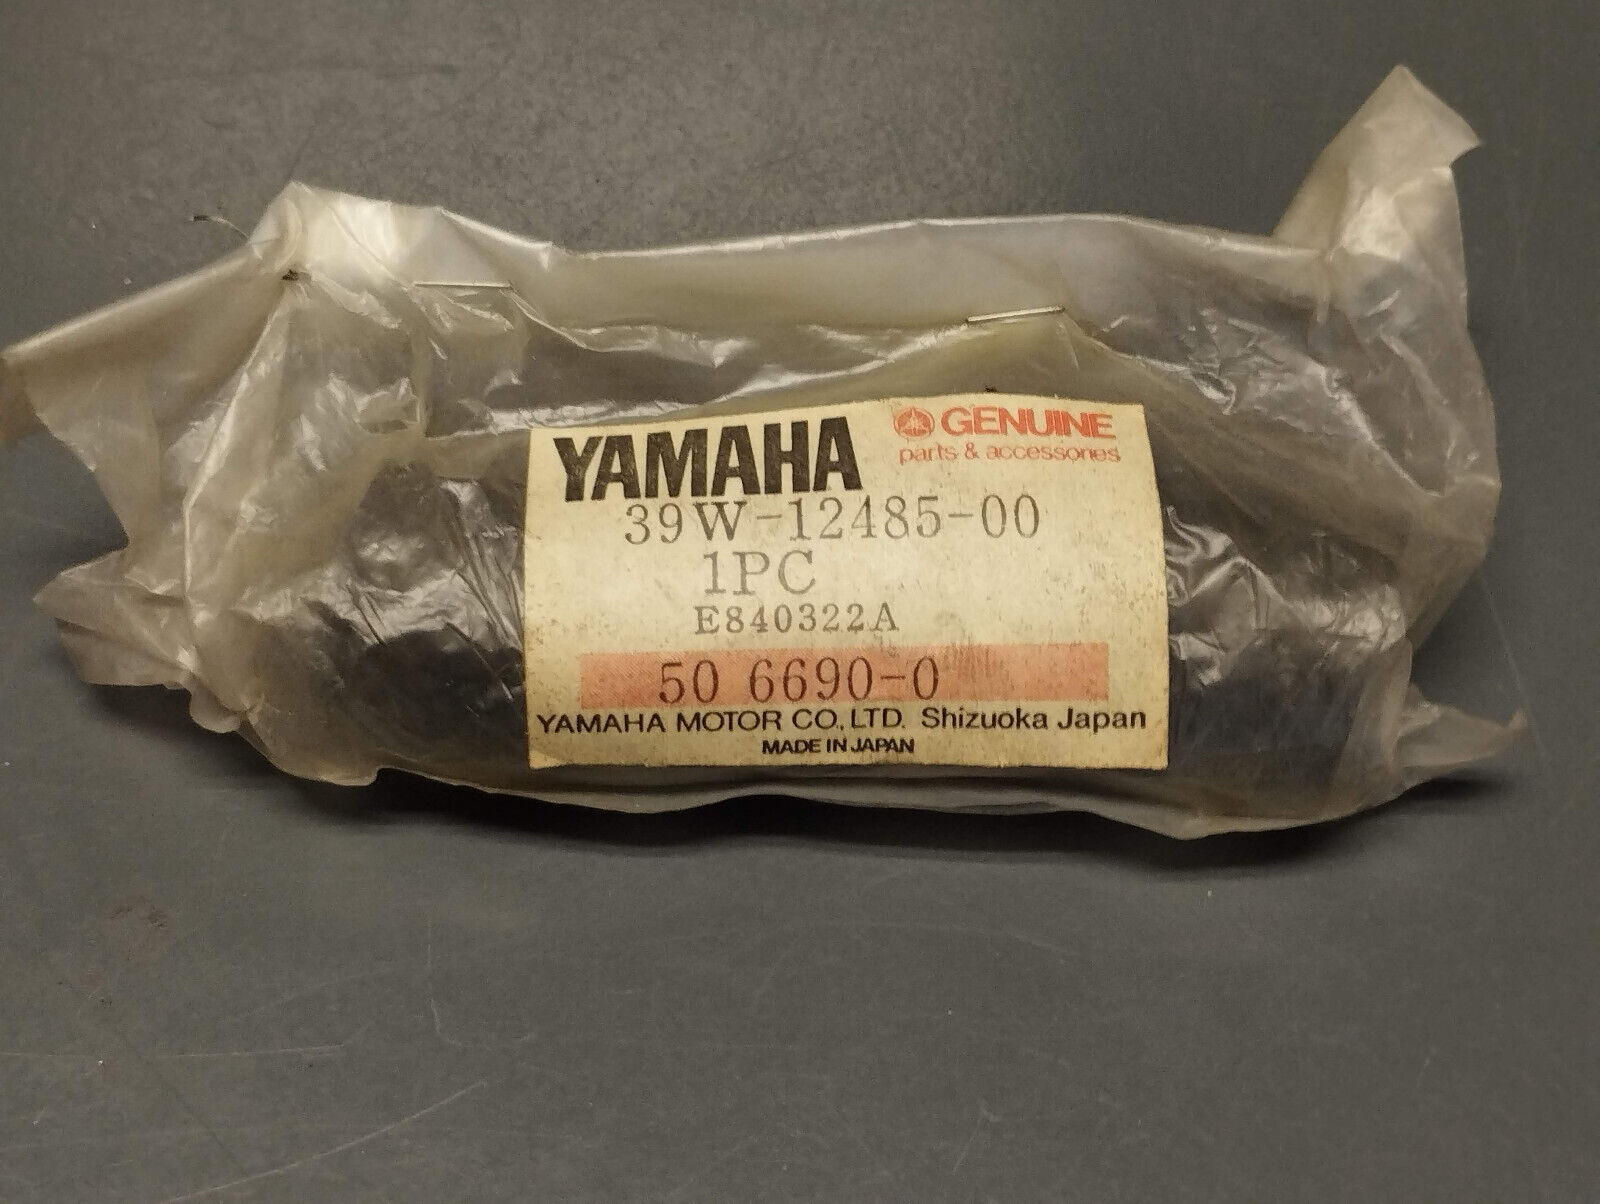 YAMAHA
GENUINE
parts & accessories
39W-12485-00
1PC
E840322A
50 6690-0
YAMAHA MOTOR CO., LTD. Shizuoka Japan
MADE IN JAPAN